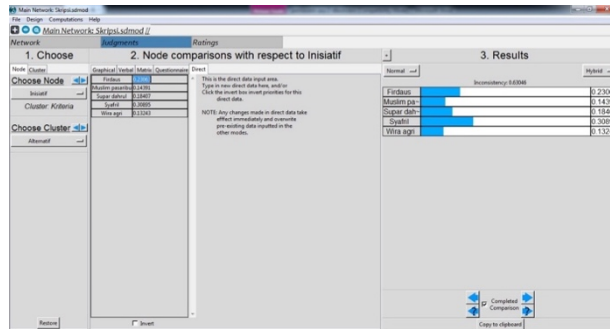 Main Network: Skripsi.sdmod
File Design Computations Help
Main Network: Skripsi.sdmod //
Network Judgments Ratings
1. Choose
Node Cluster
Choose Node
Inisiatif
Cluster: Kriteria
Choose Cluster
Alternatif
Restore
2. Node comparisons with respect to Inisiatif
Graphical Verbal Matrix Questionnaire Direct
Firdaus
Muslim pasaribu 0.14391
Supar dahrul 0.18407
Syafril 0.30895
Wira agri 0.13243
This is the direct data input area.
Type in new direct data here, and/or
Click the invert box invert priorities for this
direct data.
NOTE: Any changes made in direct data take
effect immediately and overwrite
pre-existing data inputted in the
other modes.
Invert
3. Results
Normal Hybrid
Inconsistency:
Firdaus 0.230
Muslim pa~ 0.143
Supar dah~ 0.184
Syafril 0.308
Wira agri 0.132
Completed
Comparison
Copy to clipboard